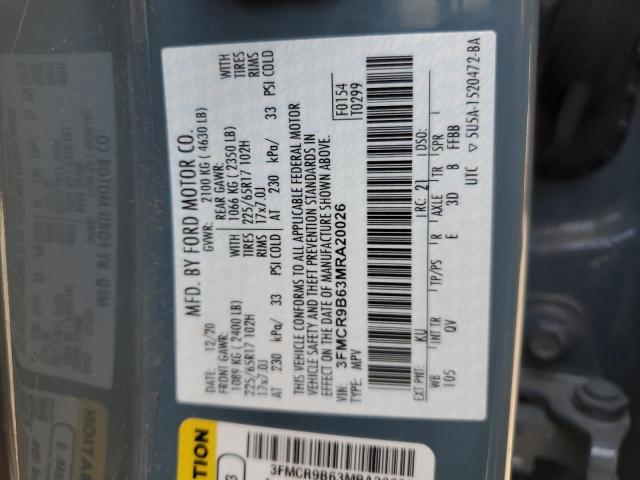 MFD. BY FORD MOTOR CO.
DATE: 12/20 GVWR: 2100 KG ( 4630 LB)
FRONT GAWR: REAR GAWR: WITH
1089 KG ( 2400 LB) 1066 KG ( 2350 LB) TIRES
225/65R17 102H TIRES 225/65R17 102H RIMS
17x7.0J RIMS 17x7.0J
AT 230 kPa/ 33 PSI COLD AT 230 kPa/ 33 PSI COLD
THIS VEHICLE CONFORMS TO ALL APPLICABLE FEDERAL MOTOR
VEHICLE SAFETY AND THEFT PREVENTION STANDARDS IN
EFFECT ON THE DATE OF MANUFACTURE SHOWN ABOVE.
VIN: 3FMCR9B63MRA20026
TYPE: MPV
F0154
T0299
EXT PNT: KU RC: 21 DSO:
WB INT TR TP/PS R AXLE TR SPR
105 QV E 3D B FFBB
UTC ▽ 5U5A-1520472-BA
3FMCR9B63MRA200